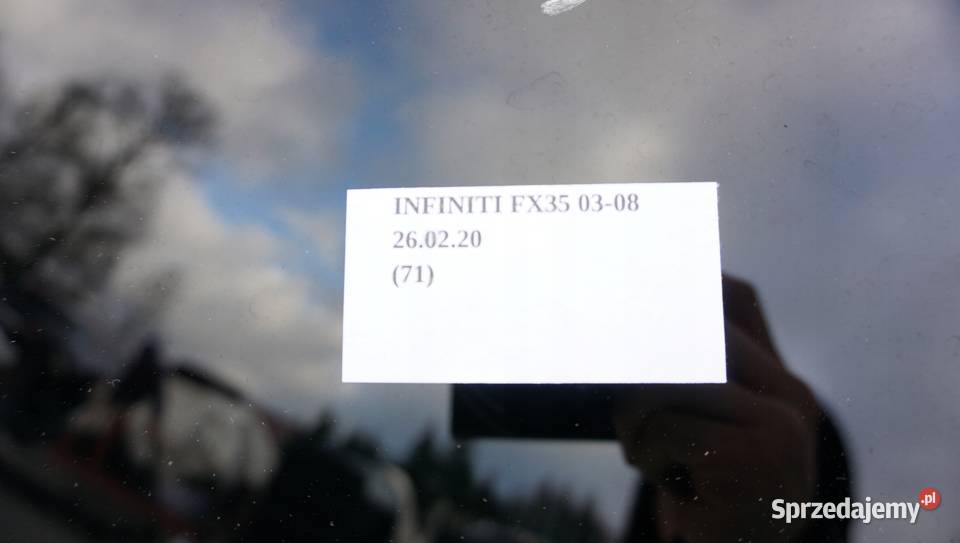 INFINITI FX35 03-08
26.02.20
(71)
Sprzedajemy.pl